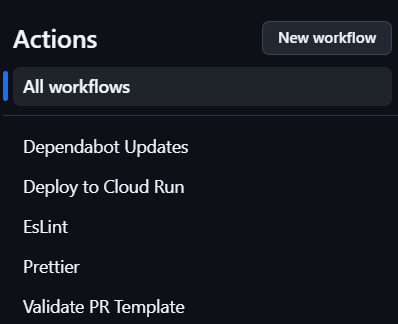 Actions
New workflow
All workflows
Dependabot Updates
Deploy to Cloud Run
EsLint
Prettier
Validate PR Template